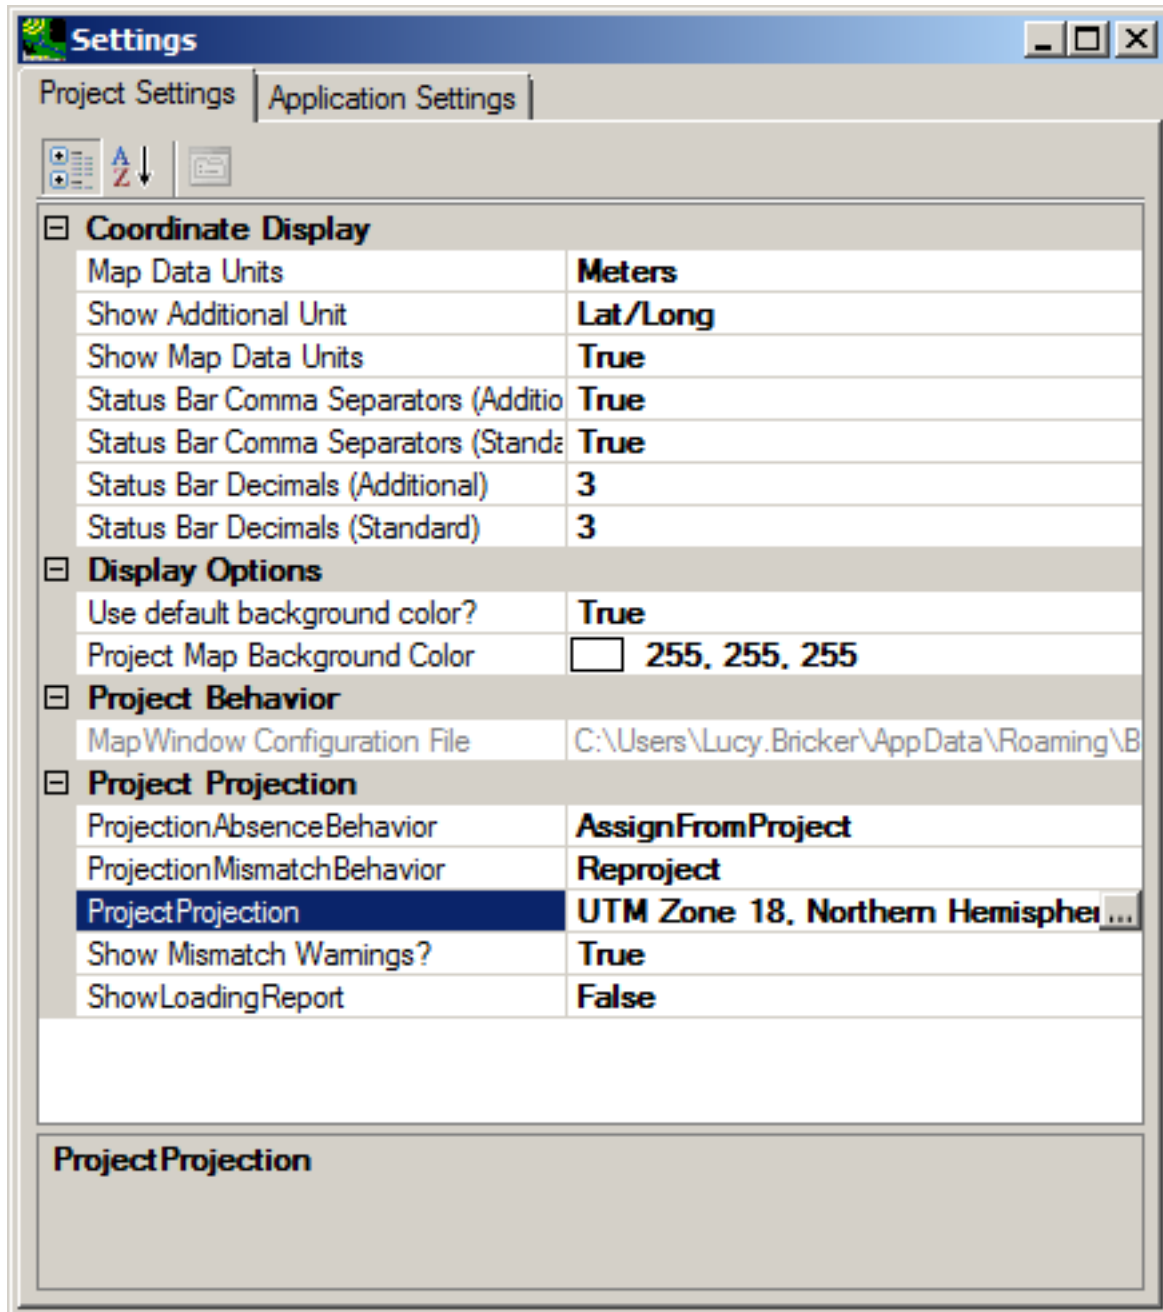 Settings
Project Settings Application Settings
Coordinate Display
Map Data Units Meters
Show Additional Unit Lat/Long
Show Map Data Units True
Status Bar Comma Separators (Additio True
Status Bar Comma Separators (Standa True
Status Bar Decimals (Additional) 3
Status Bar Decimals (Standard) 3
Display Options
Use default background color? True
Project Map Background Color 255, 255, 255
Project Behavior
MapWindow Configuration File C:\Users\Lucy.Bricker\AppData\Roaming\B
Project Projection
ProjectionAbsenceBehavior AssignFromProject
ProjectionMismatchBehavior Reproject
ProjectProjection UTM Zone 18, Northern Hemispher ...
Show Mismatch Warnings? True
ShowLoadingReport False
ProjectProjection